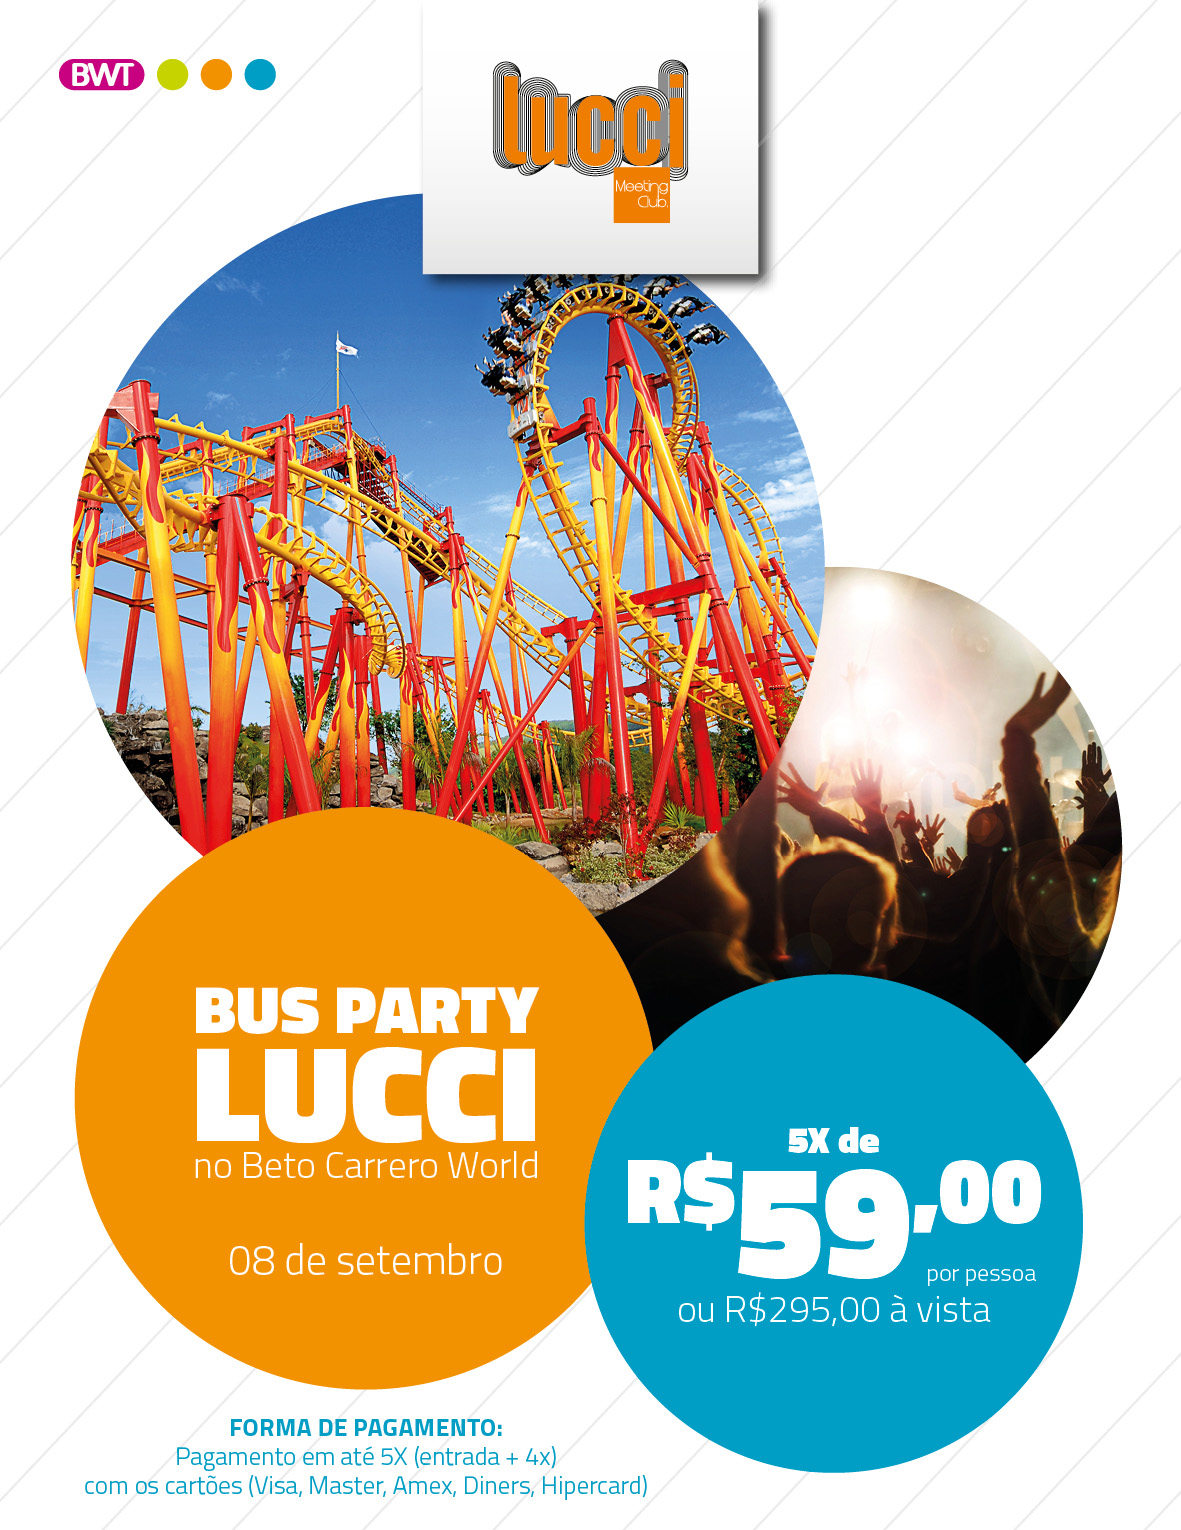 BWT
lucci
Meeting
Club.
BUS PARTY
LUCCI
no Beto Carrero World
08 de setembro
5X de
R$59,00
por pessoa
ou R$295,00 à vista
FORMA DE PAGAMENTO:
Pagamento em até 5X (entrada + 4x)
com os cartões (Visa, Master, Amex, Diners, Hipercard)